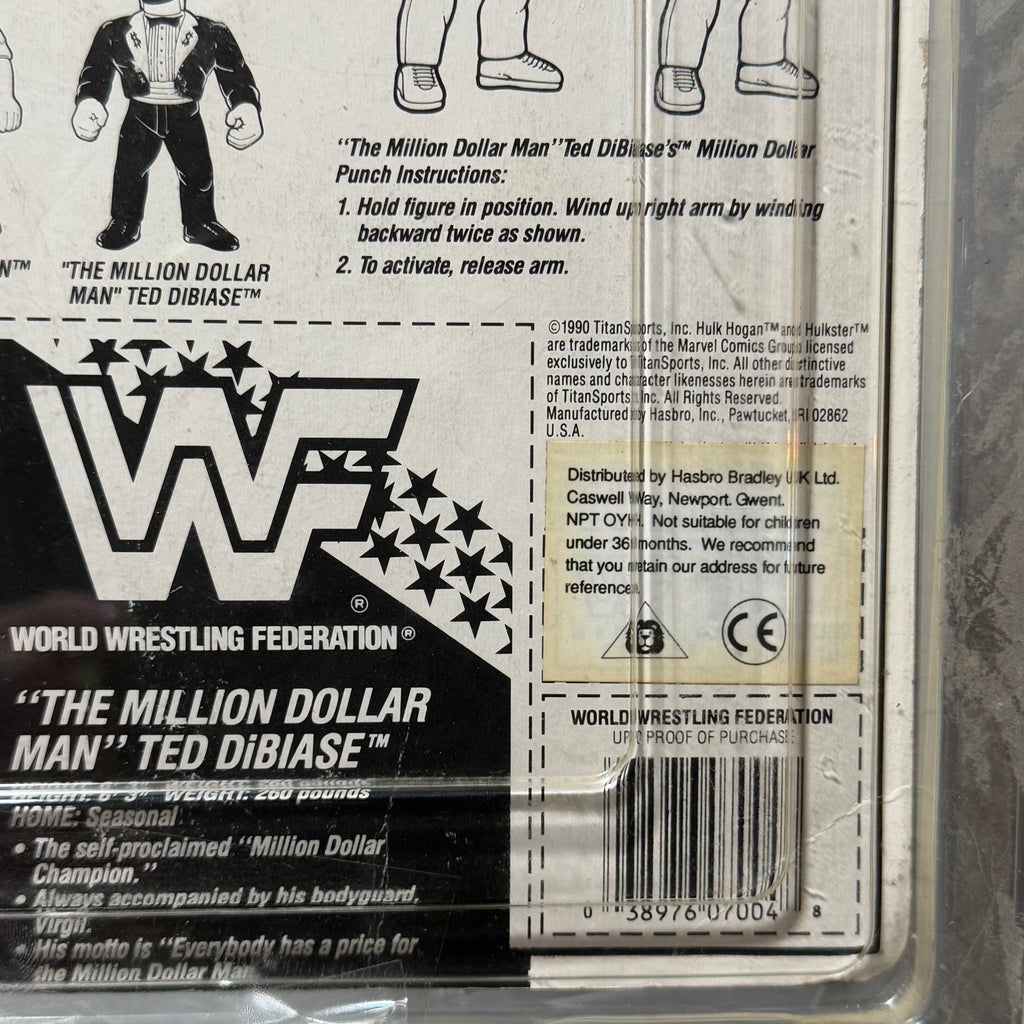 "The Million Dollar Man" Ted DiBiase's™ Million Dollar
Punch Instructions:
1. Hold figure in position. Wind up right arm by winding
backward twice as shown.
2. To activate, release arm.
N™
"THE MILLION DOLLAR
MAN" TED DIBIASE™
©1990 TitanSports, Inc. Hulk Hogan™ and Hulkster™
are trademarks of the Marvel Comics Group licensed
exclusively to TitanSports, Inc. All other distinctive
names and character likenesses herein are trademarks
of TitanSports Inc. All Rights Reserved.
Manufactured by Hasbro, Inc., Pawtucket, RI 02862
U.S.A.
Distributed by Hasbro Bradley UK Ltd.
Caswell Way, Newport. Gwent.
NPT OYH. Not suitable for children
under 36 months. We recommend
that you retain our address for future
reference.
CE
WF
®
WORLD WRESTLING FEDERATION®
"THE MILLION DOLLAR
MAN" TED DiBIASE™
HEIGHT: 6' 3" WEIGHT: 260 pounds
HOME: Seasonal
• The self-proclaimed "Million Dollar
Champion."
• Always accompanied by his bodyguard,
Virgil.
• His motto is "Everybody has a price for
the Million Dollar Ma
WORLD WRESTLING FEDERATION
UPC PROOF OF PURCHASE
0 38976 07004 8